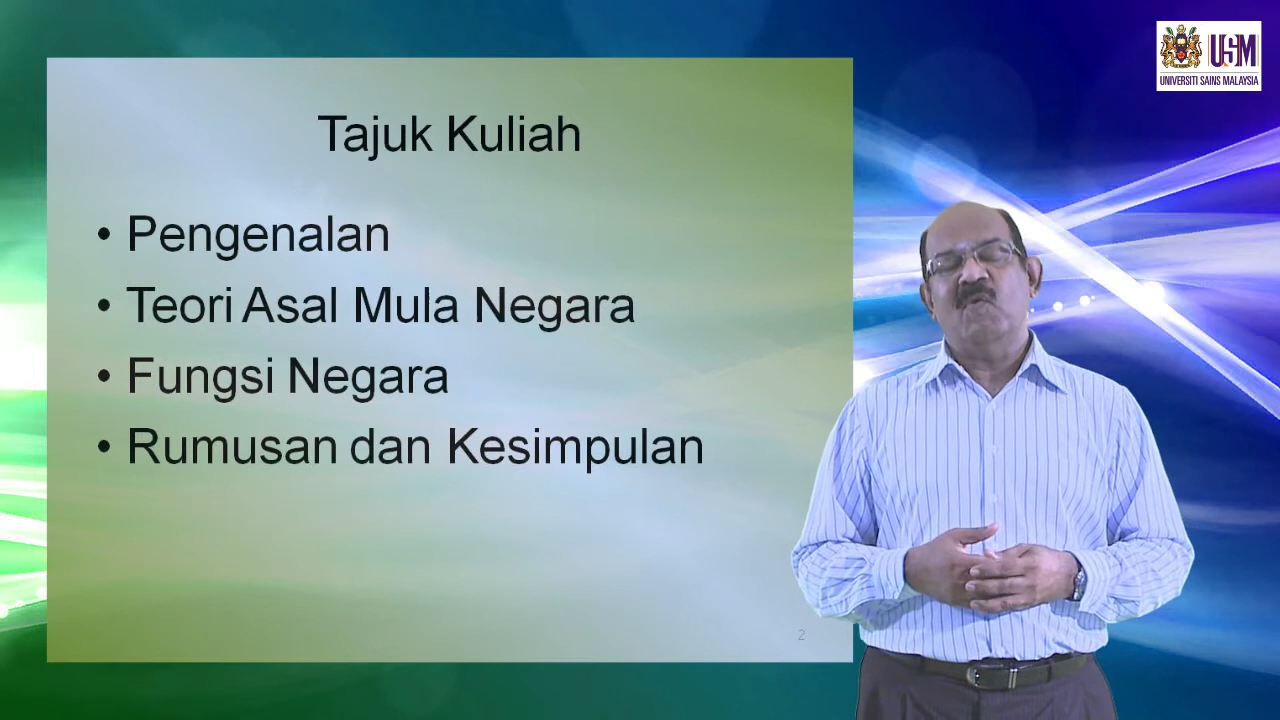 Tajuk Kuliah
• Pengenalan
• Teori Asal Mula Negara
• Fungsi Negara
• Rumusan dan Kesimpulan
2
USM
UNIVERSITI SAINS MALAYSIA